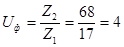 U_ф = Z_2/Z_1 = 68/17 = 4